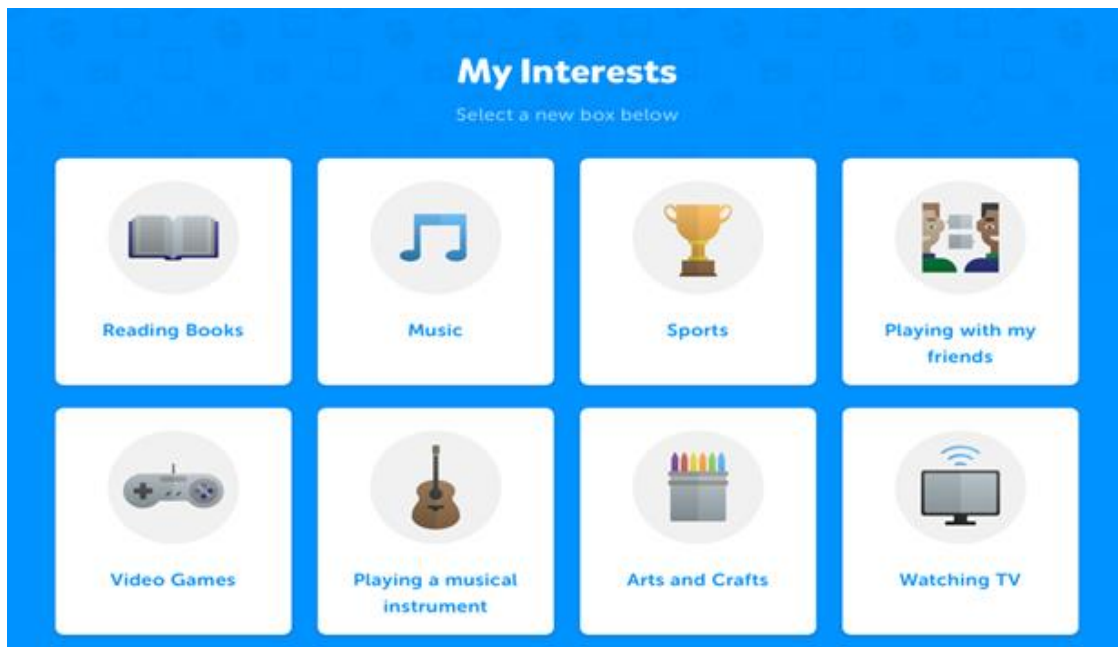 My Interests
Select a new box below
Reading Books
Music
Sports
Playing with my
friends
Video Games
Playing a musical
instrument
Arts and Crafts
Watching TV